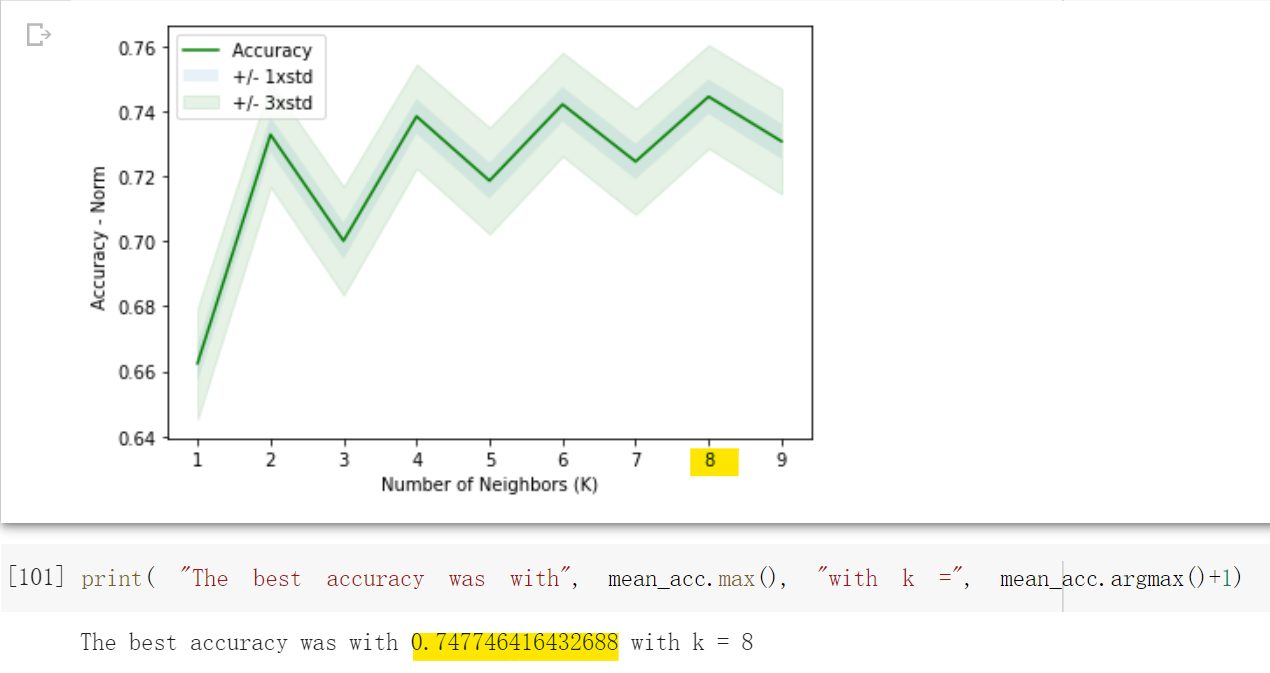 Accuracy
+/- 1xstd
+/- 3xstd
0.76
0.74
0.72
0.70
0.68
0.66
0.64
Accuracy - Norm
1 2 3 4 5 6 7 8 9
Number of Neighbors (K)
[101] print( "The best accuracy was with", mean_acc.max(), "with k =", mean_acc.argmax()+1)
The best accuracy was with 0.747746416432688 with k = 8